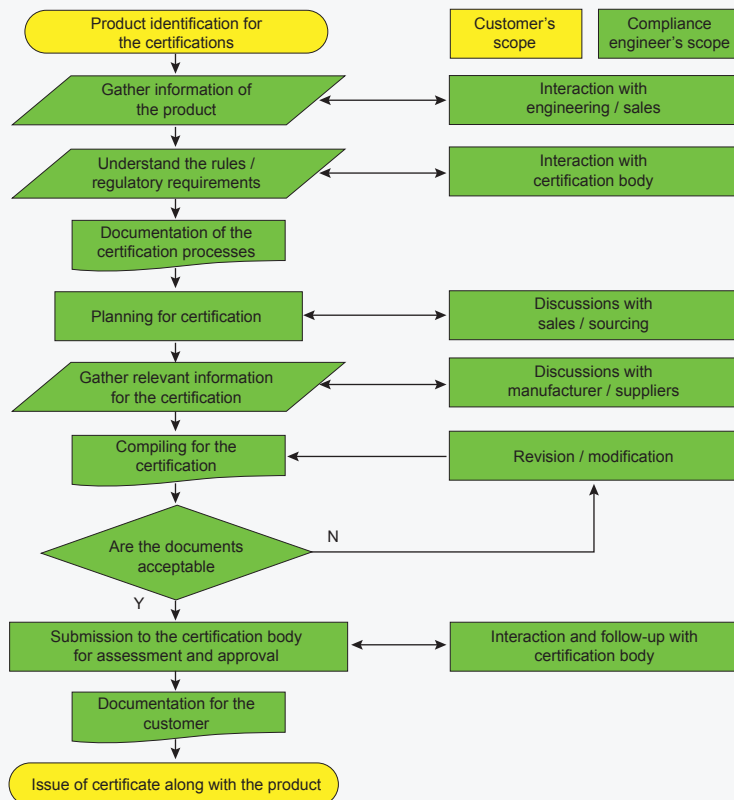 Product identification for
the certifications
Customer's
scope
Compliance
engineer's scope
Gather information of
the product
Interaction with
engineering / sales
Understand the rules /
regulatory requirements
Interaction with
certification body
Documentation of the
certification processes
Planning for certification
Discussions with
sales / sourcing
Gather relevant information
for the certification
Discussions with
manufacturer / suppliers
Compiling for the
certification
Revision / modification
Are the documents
acceptable
N
Y
Submission to the certification body
for assessment and approval
Interaction and follow-up with
certification body
Documentation for the
customer
Issue of certificate along with the product